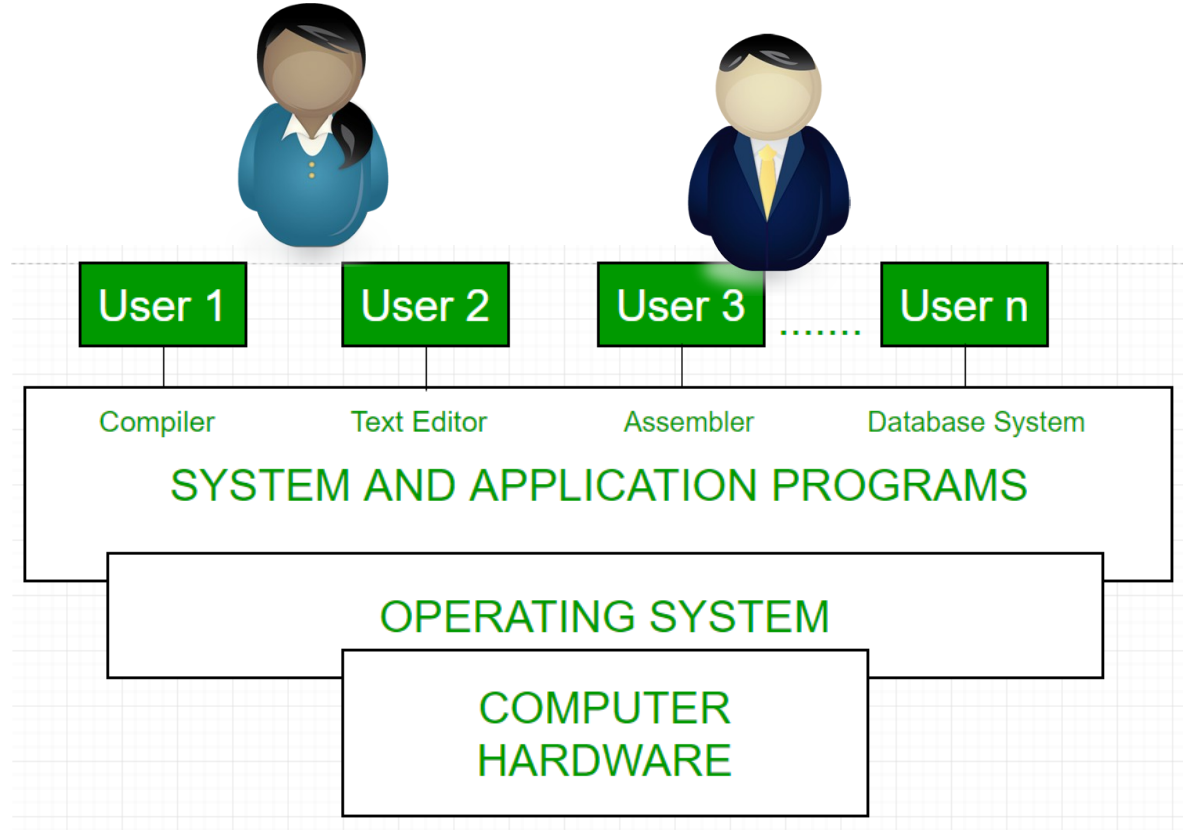 User 1
User 2
User 3
.......
User n
Compiler
Text Editor
Assembler
Database System
SYSTEM AND APPLICATION PROGRAMS
OPERATING SYSTEM
COMPUTER
HARDWARE